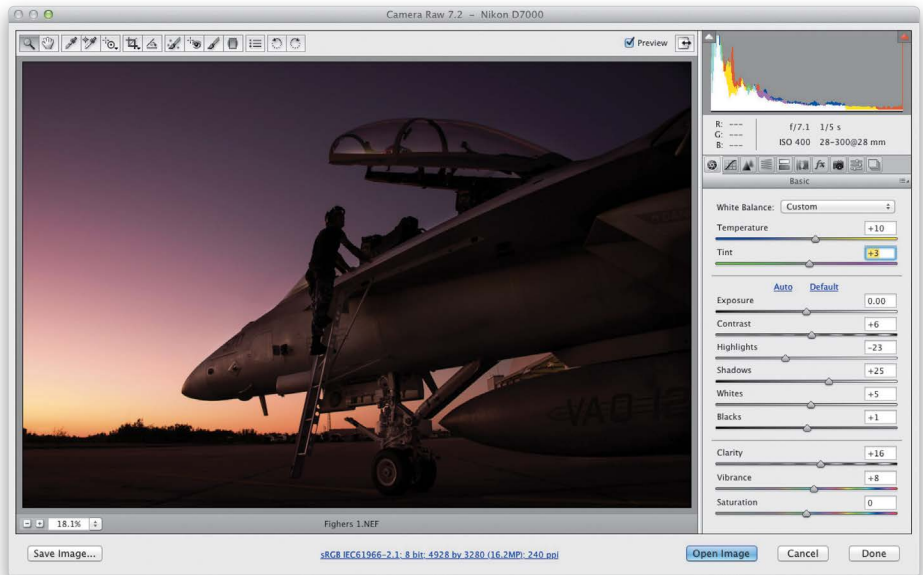 Camera Raw 7.2 – Nikon D7000
Preview
R: ---
G: ---
B: ---
f/7.1 1/5 s
ISO 400 28-300@28 mm
fx
Basic
White Balance: Custom
Temperature +10
Tint +3
Auto Default
Exposure 0.00
Contrast +6
Highlights -23
Shadows +25
Whites +5
Blacks +1
Clarity +16
Vibrance +8
Saturation 0
VAQ-12
18.1%
Fighers 1.NEF
Save Image...
sRGB IEC61966-2.1; 8 bit; 4928 by 3280 (16.2MP); 240 ppi
Open Image
Cancel
Done